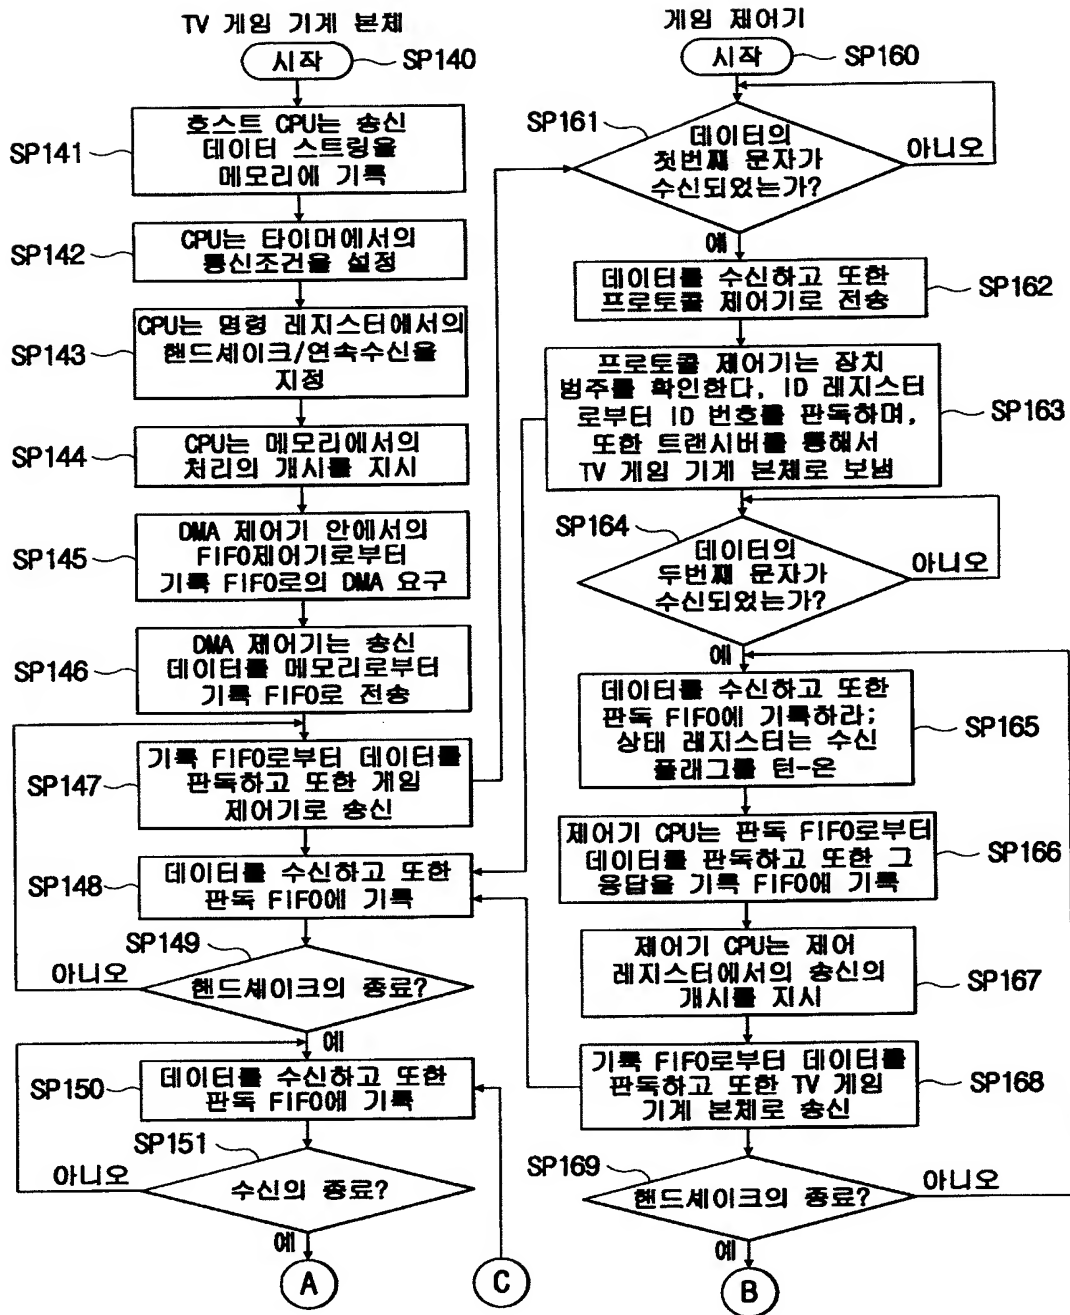 TV 게임 기계 본체
시작
SP140
SP141
호스트 CPU는 송신
데이터 스트링을
메모리에 기록
SP142
CPU는 타이머에서의
통신조건을 설정
SP143
CPU는 명령 레지스터에서의
핸드세이크/연속수신을
지정
SP144
CPU는 메모리에서의
처리의 개시를 지시
SP145
DMA 제어기 안에서의
FIFO제어기로부터
기록 FIFO로의 DMA 요구
SP146
DMA 제어기는 송신
데이터를 메모리로부터
기록 FIFO로 전송
SP147
기록 FIFO로부터 데이터를
판독하고 또한 게임
제어기로 송신
SP148
데이터를 수신하고 또한
판독 FIFO에 기록
SP149
아니오
핸드세이크의 종료?
예
SP150
데이터를 수신하고 또한
판독 FIFO에 기록
SP151
아니오
수신의 종료?
예
A
C
게임 제어기
시작
SP160
SP161
데이터의
첫번째 문자가
수신되었는가?
아니오
예
데이터를 수신하고 또한
프로토콜 제어기로 전송
SP162
프로토콜 제어기는 장치
범주를 확인한다, ID 레지스터
로부터 ID 번호를 판독하며,
또한 트랜시버를 통해서
TV 게임 기계 본체로 보냄
SP163
SP164
데이터의
두번째 문자가
수신되었는가?
아니오
예
데이터를 수신하고 또한
판독 FIFO에 기록하라;
상태 레지스터는 수신
플래그를 턴-온
SP165
제어기 CPU는 판독 FIFO로부터
데이터를 판독하고 또한 그
응답을 기록 FIFO에 기록
SP166
제어기 CPU는 제어
레지스터에서의 송신의
개시를 지시
SP167
기록 FIFO로부터 데이터를
판독하고 또한 TV 게임
기계 본체로 송신
SP168
SP169
핸드세이크의 종료?
아니오
예
B